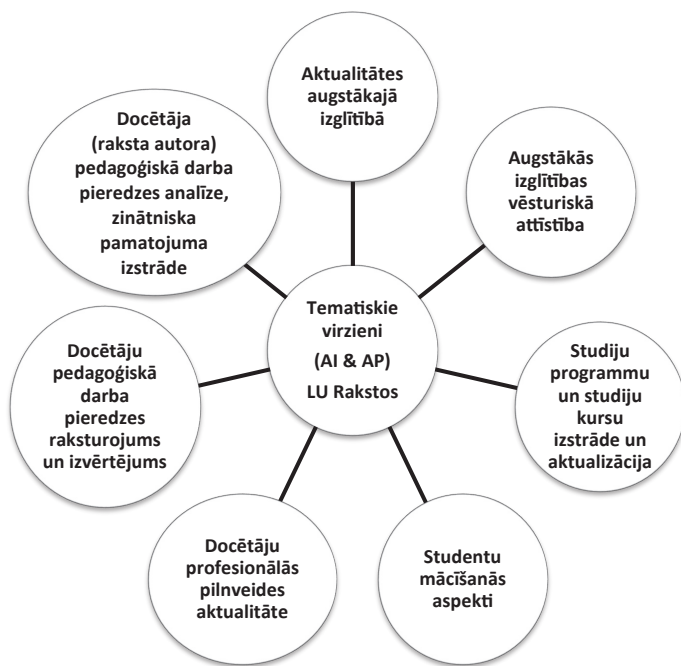 Aktualitātes
augstākajā
izglītībā
Augstākās
izglītības
vēsturiskā
attīstība
Studiju
programmu
un studiju
kursu
izstrāde un
aktualizācija
Studentu
mācīšanās
aspekti
Docētāju
profesionālās
pilnveides
aktualitāte
Docētāju
pedagoģiskā
darba
pieredzes
raksturojums
un izvērtējums
Docētāja
(raksta autora)
pedagoģiskā darba
pieredzes analīze,
zinātniska
pamatojuma
izstrāde
Tematiskie
virzieni
(AI & AP)
LU Rakstos